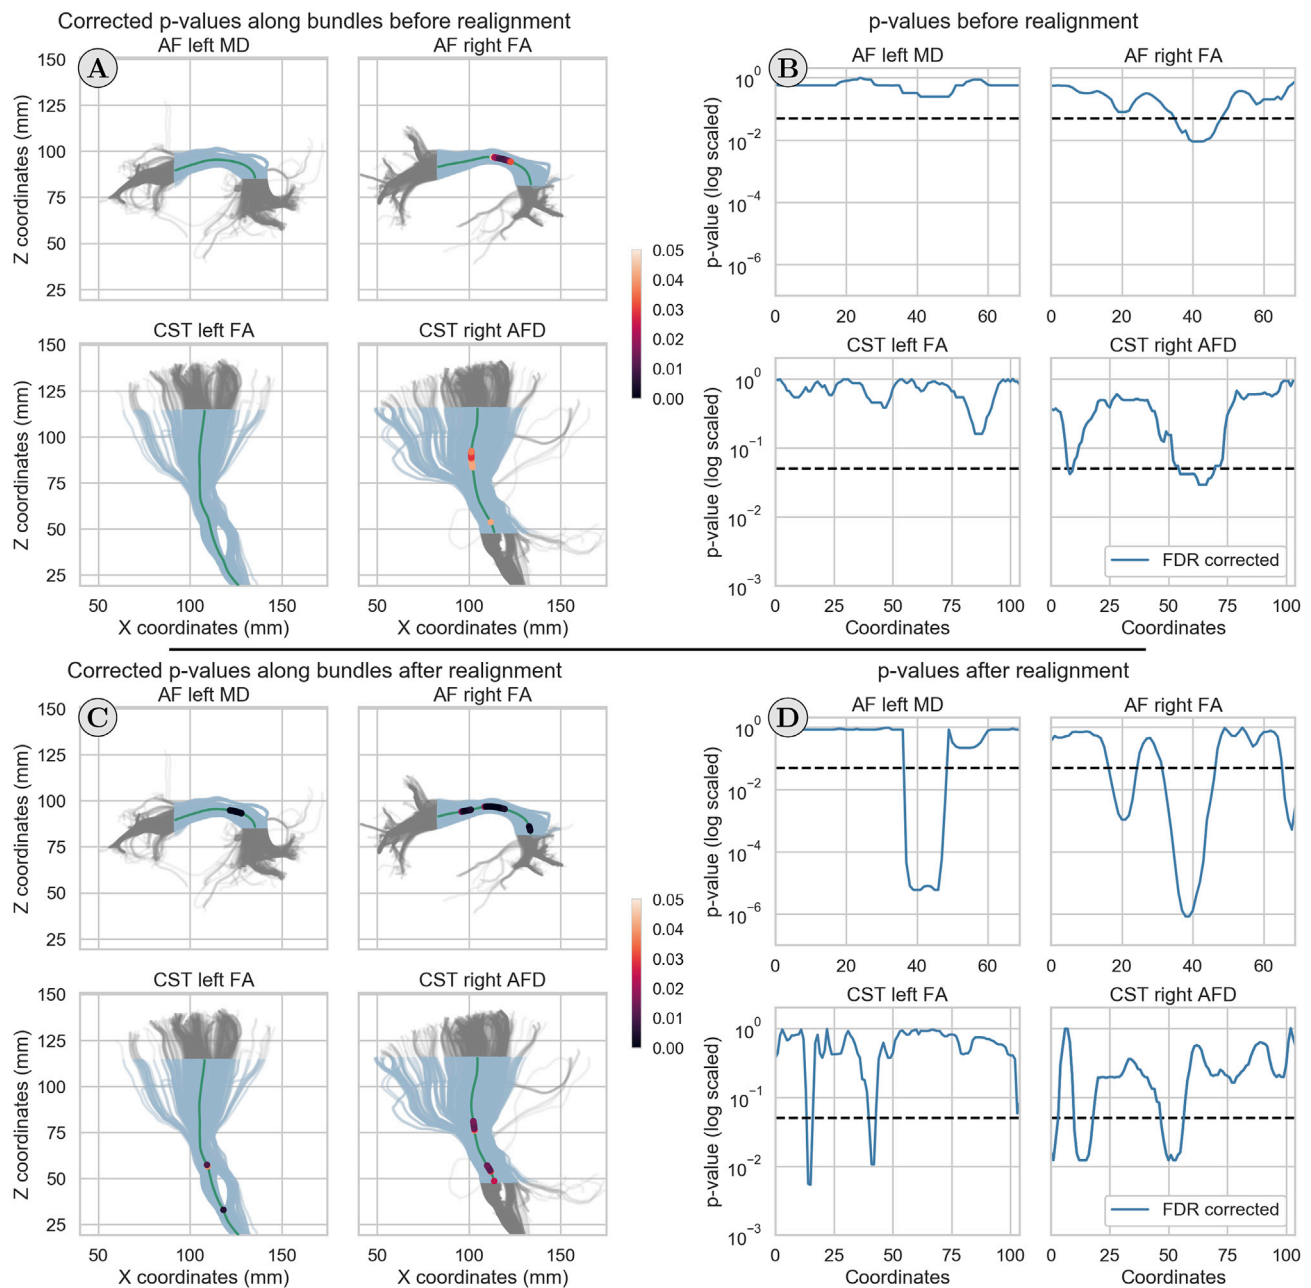 Corrected p-values along bundles before realignment
A
AF left MD
AF right FA
150
125
100
75
50
25
Z coordinates (mm)
0.05
0.04
0.03
0.02
0.01
0.00
CST left FA
CST right AFD
150
125
100
75
50
25
Z coordinates (mm)
50 100 150
50 100 150
X coordinates (mm)
X coordinates (mm)
p-values before realignment
B
AF left MD
AF right FA
10^0
10^-2
10^-4
10^-6
p-value (log scaled)
0 20 40 60
0 20 40 60
CST left FA
CST right AFD
10^0
10^-1
10^-2
10^-3
p-value (log scaled)
FDR corrected
0 25 50 75 100
0 25 50 75 100
Coordinates
Coordinates
Corrected p-values along bundles after realignment
C
AF left MD
AF right FA
150
125
100
75
50
25
Z coordinates (mm)
0.05
0.04
0.03
0.02
0.01
0.00
CST left FA
CST right AFD
150
125
100
75
50
25
Z coordinates (mm)
50 100 150
50 100 150
X coordinates (mm)
X coordinates (mm)
p-values after realignment
D
AF left MD
AF right FA
10^0
10^-2
10^-4
10^-6
p-value (log scaled)
0 20 40 60
0 20 40 60
CST left FA
CST right AFD
10^0
10^-1
10^-2
10^-3
p-value (log scaled)
FDR corrected
0 25 50 75 100
0 25 50 75 100
Coordinates
Coordinates